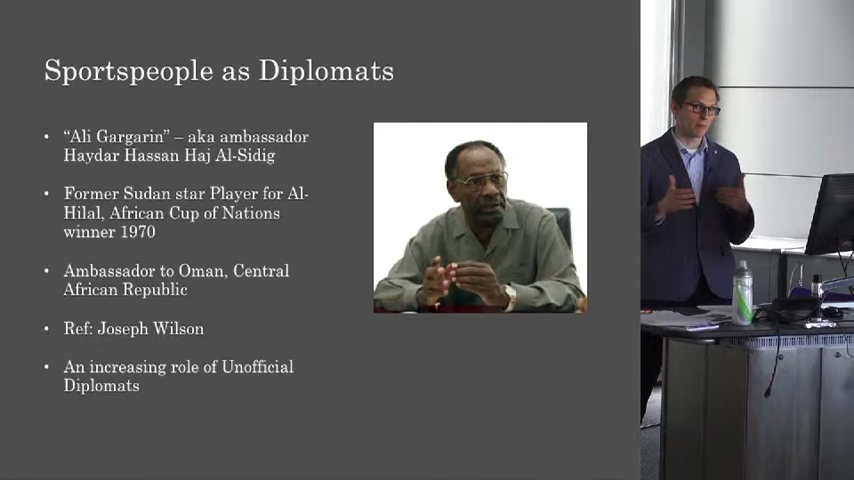 Sportspeople as Diplomats
• "Ali Gargarin" – aka ambassador
Haydar Hassan Haj Al-Sidig
• Former Sudan star Player for Al-
Hilal, African Cup of Nations
winner 1970
• Ambassador to Oman, Central
African Republic
• Ref: Joseph Wilson
• An increasing role of Unofficial
Diplomats